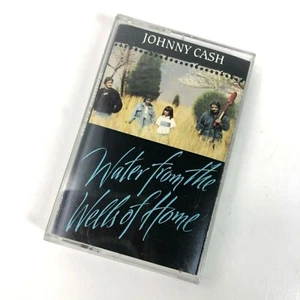 JOHNNY CASH
Water from the
Wells of Home